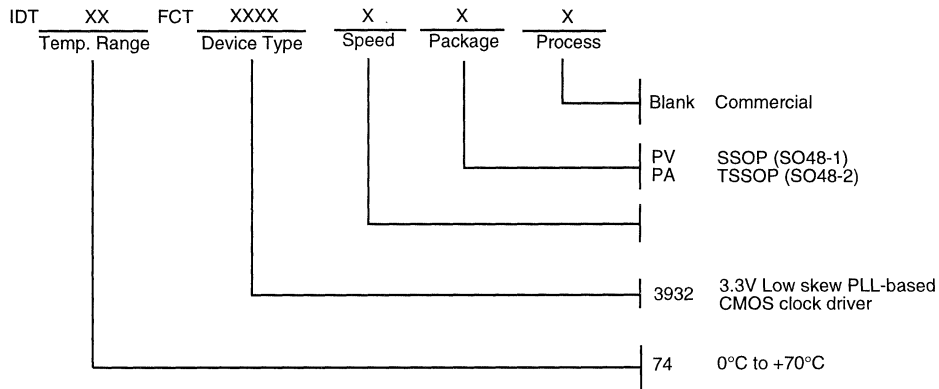 IDT XX FCT XXXX X X X
Temp. Range Device Type Speed Package Process
Blank Commercial
PV SSOP (SO48-1)
PA TSSOP (SO48-2)
3932 3.3V Low skew PLL-based
CMOS clock driver
74 0°C to +70°C